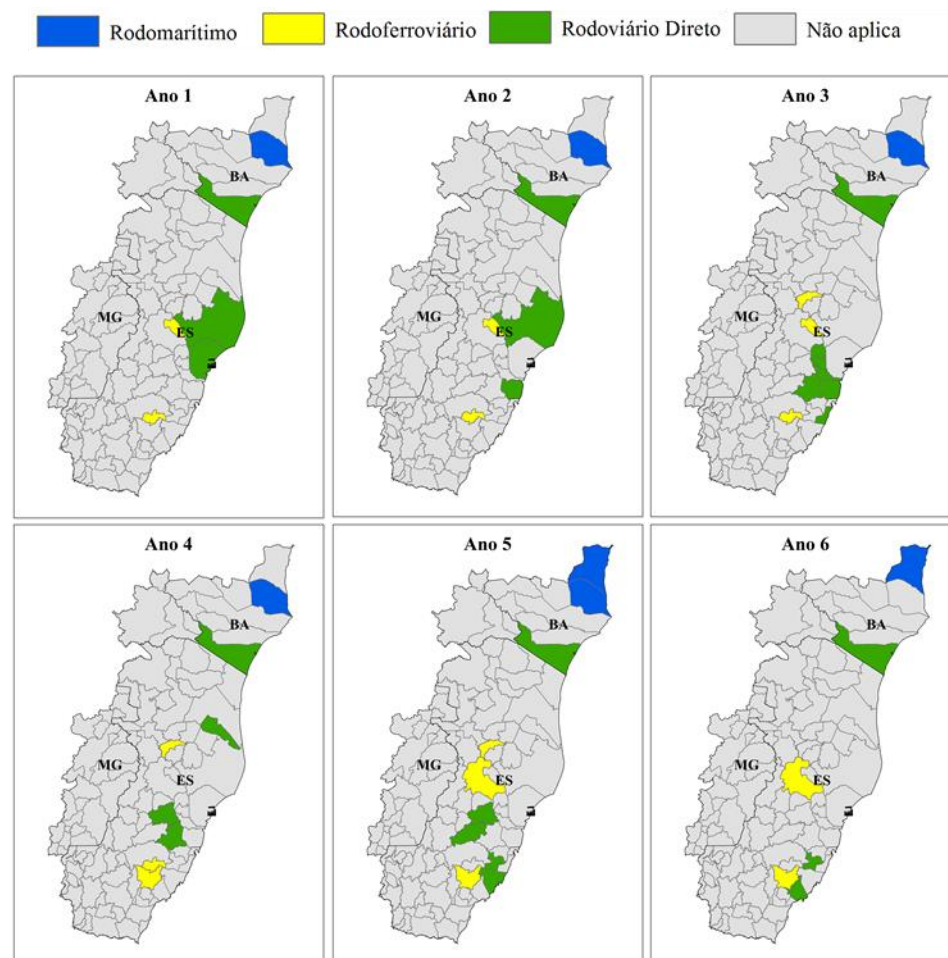 Rodomarítimo Rodoferroviário Rodoviário Direto Não aplica
Ano 1
BA
MG
ES
Ano 2
BA
MG
ES
Ano 3
BA
MG
ES
Ano 4
BA
MG
ES
Ano 5
BA
MG
ES
Ano 6
BA
MG
ES